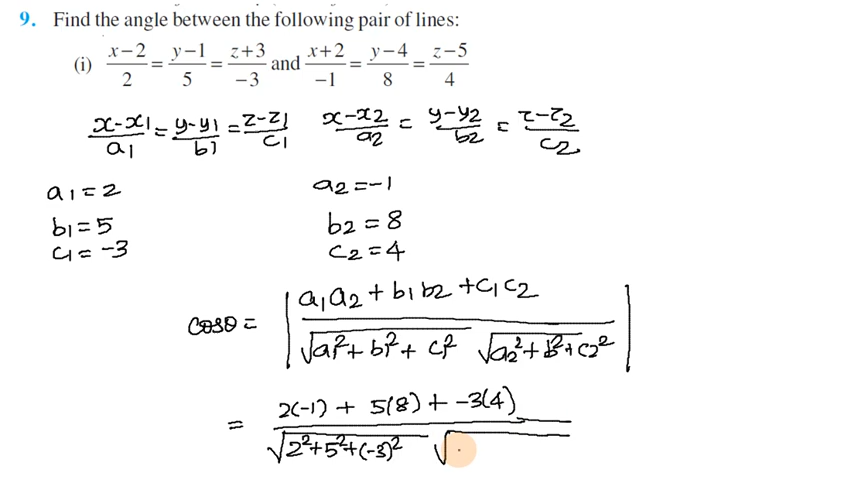 9. Find the angle between the following pair of lines:
(i) (x−2)/2 = (y−1)/5 = (z+3)/−3 and (x+2)/−1 = (y−4)/8 = (z−5)/4
(x-x₁)/a₁ = (y-y₁)/b₁ = (z-z₁)/c₁ (x-x₂)/a₂ = (y-y₂)/b₂ = (z-z₂)/c₂
a₁ = 2 a₂ = -1
b₁ = 5 b₂ = 8
c₁ = -3 c₂ = 4
cosθ = |(a₁a₂ + b₁b₂ + c₁c₂)/(√(a₁²+b₁²+c₁²) √(a₂²+b₂²+c₂²))|
= (2(-1) + 5(8) + -3(4))/(√(2²+5²+(-3)²) √